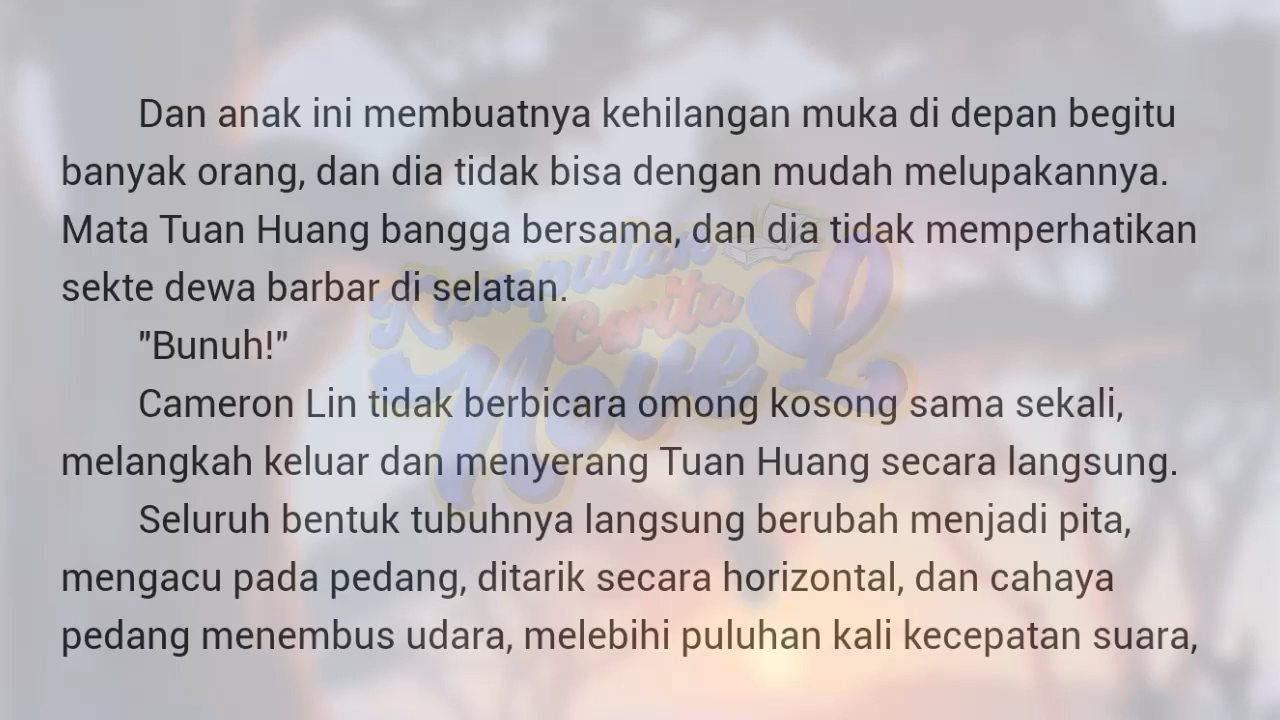 Dan anak ini membuatnya kehilangan muka di depan begitu
banyak orang, dan dia tidak bisa dengan mudah melupakannya.
Mata Tuan Huang bangga bersama, dan dia tidak memperhatikan
sekte dewa barbar di selatan.
"Bunuh!"
Cameron Lin tidak berbicara omong kosong sama sekali,
melangkah keluar dan menyerang Tuan Huang secara langsung.
Seluruh bentuk tubuhnya langsung berubah menjadi pita,
mengacu pada pedang, ditarik secara horizontal, dan cahaya
pedang menembus udara, melebihi puluhan kali kecepatan suara,
Kumpulan
Cerita
Novel